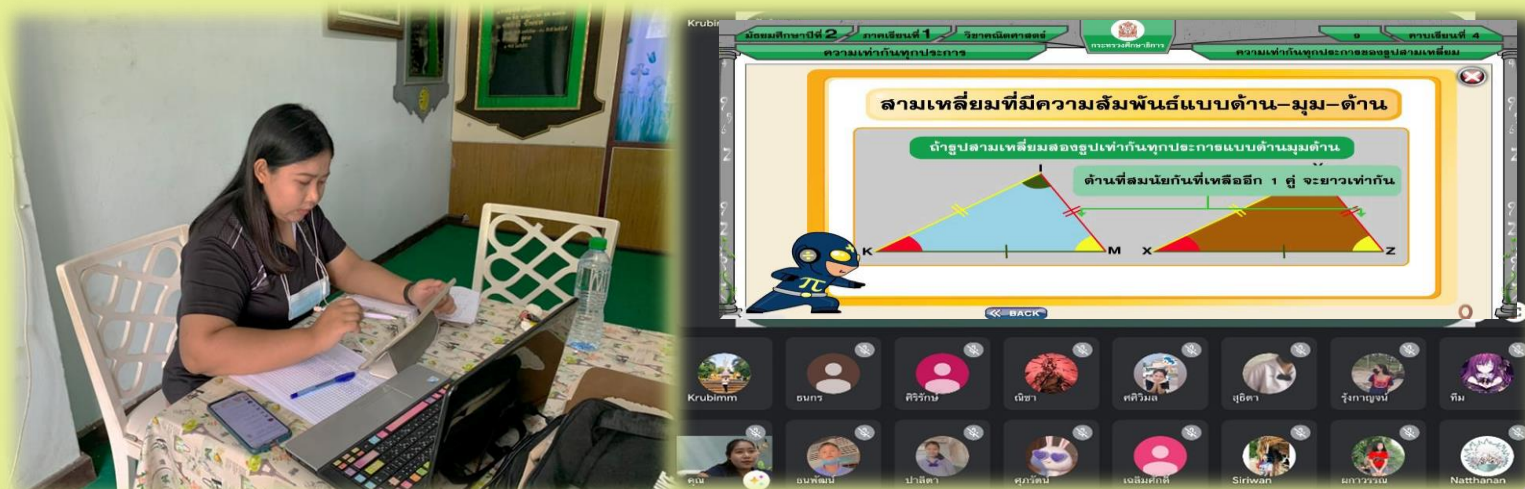 มัธยมศึกษาปีที่ 2
ภาคเรียนที่ 1
วิชาคณิตศาสตร์
กระทรวงศึกษาธิการ
คาบเรียนที่ 4
ความเท่ากันทุกประการ
ความเท่ากันทุกประการของรูปสามเหลี่ยม
สามเหลี่ยมที่มีความสัมพันธ์แบบด้าน-มุม-ด้าน
ถ้ารูปสามเหลี่ยมสองรูปเท่ากันทุกประการแบบด้านมุมด้าน
ด้านที่สมนัยกันที่เหลืออีก 1 คู่ จะยาวเท่ากัน
K
M
X
Z
π
<< BACK
Krubimm
ธนกร
ศิริรักษ์
ณิชา
ศศิวิมล
สุธิตา
รุ้งกาญจน์
ทีม
คุณ
ธนพัฒน์
ปาลิตา
ศุภรัตน์
เฉลิมศักดิ์
Siriwan
ผกาวรรณ
Natthanan